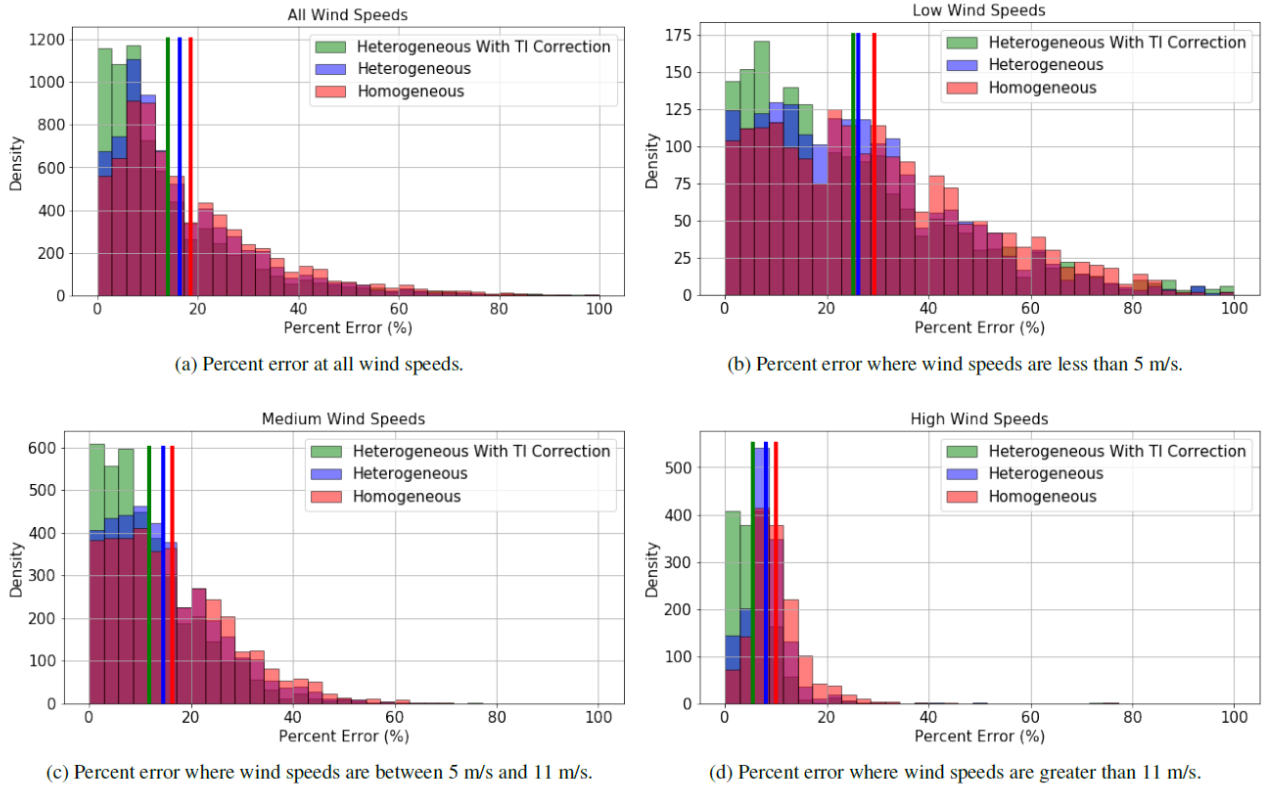 All Wind Speeds
1200
1000
800
600
400
200
0
Density
Heterogeneous With TI Correction
Heterogeneous
Homogeneous
0 20 40 60 80 100
Percent Error (%)
(a) Percent error at all wind speeds.
Low Wind Speeds
175
150
125
100
75
50
25
0
Density
Heterogeneous With TI Correction
Heterogeneous
Homogeneous
0 20 40 60 80 100
Percent Error (%)
(b) Percent error where wind speeds are less than 5 m/s.
Medium Wind Speeds
600
500
400
300
200
100
0
Density
Heterogeneous With TI Correction
Heterogeneous
Homogeneous
0 20 40 60 80 100
Percent Error (%)
(c) Percent error where wind speeds are between 5 m/s and 11 m/s.
High Wind Speeds
500
400
300
200
100
0
Density
Heterogeneous With TI Correction
Heterogeneous
Homogeneous
0 20 40 60 80 100
Percent Error (%)
(d) Percent error where wind speeds are greater than 11 m/s.